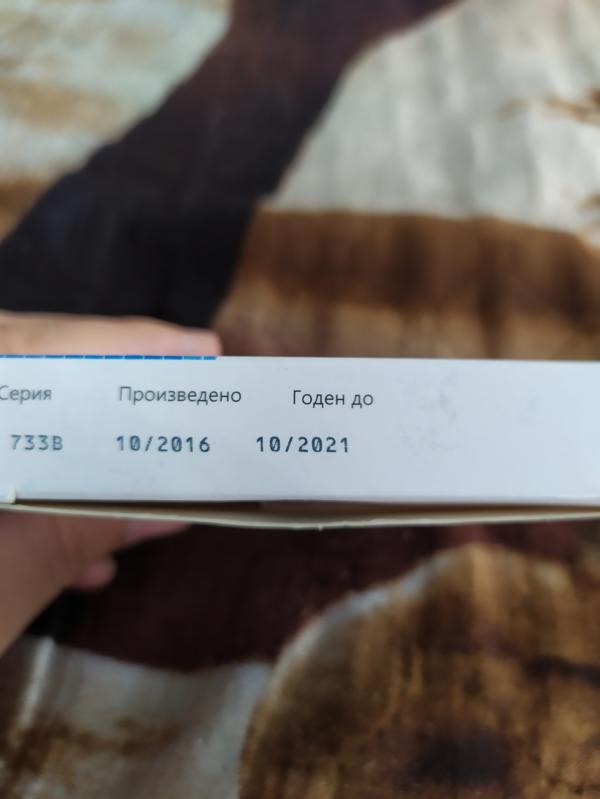 Серия Произведено Годен до
733В 10/2016 10/2021